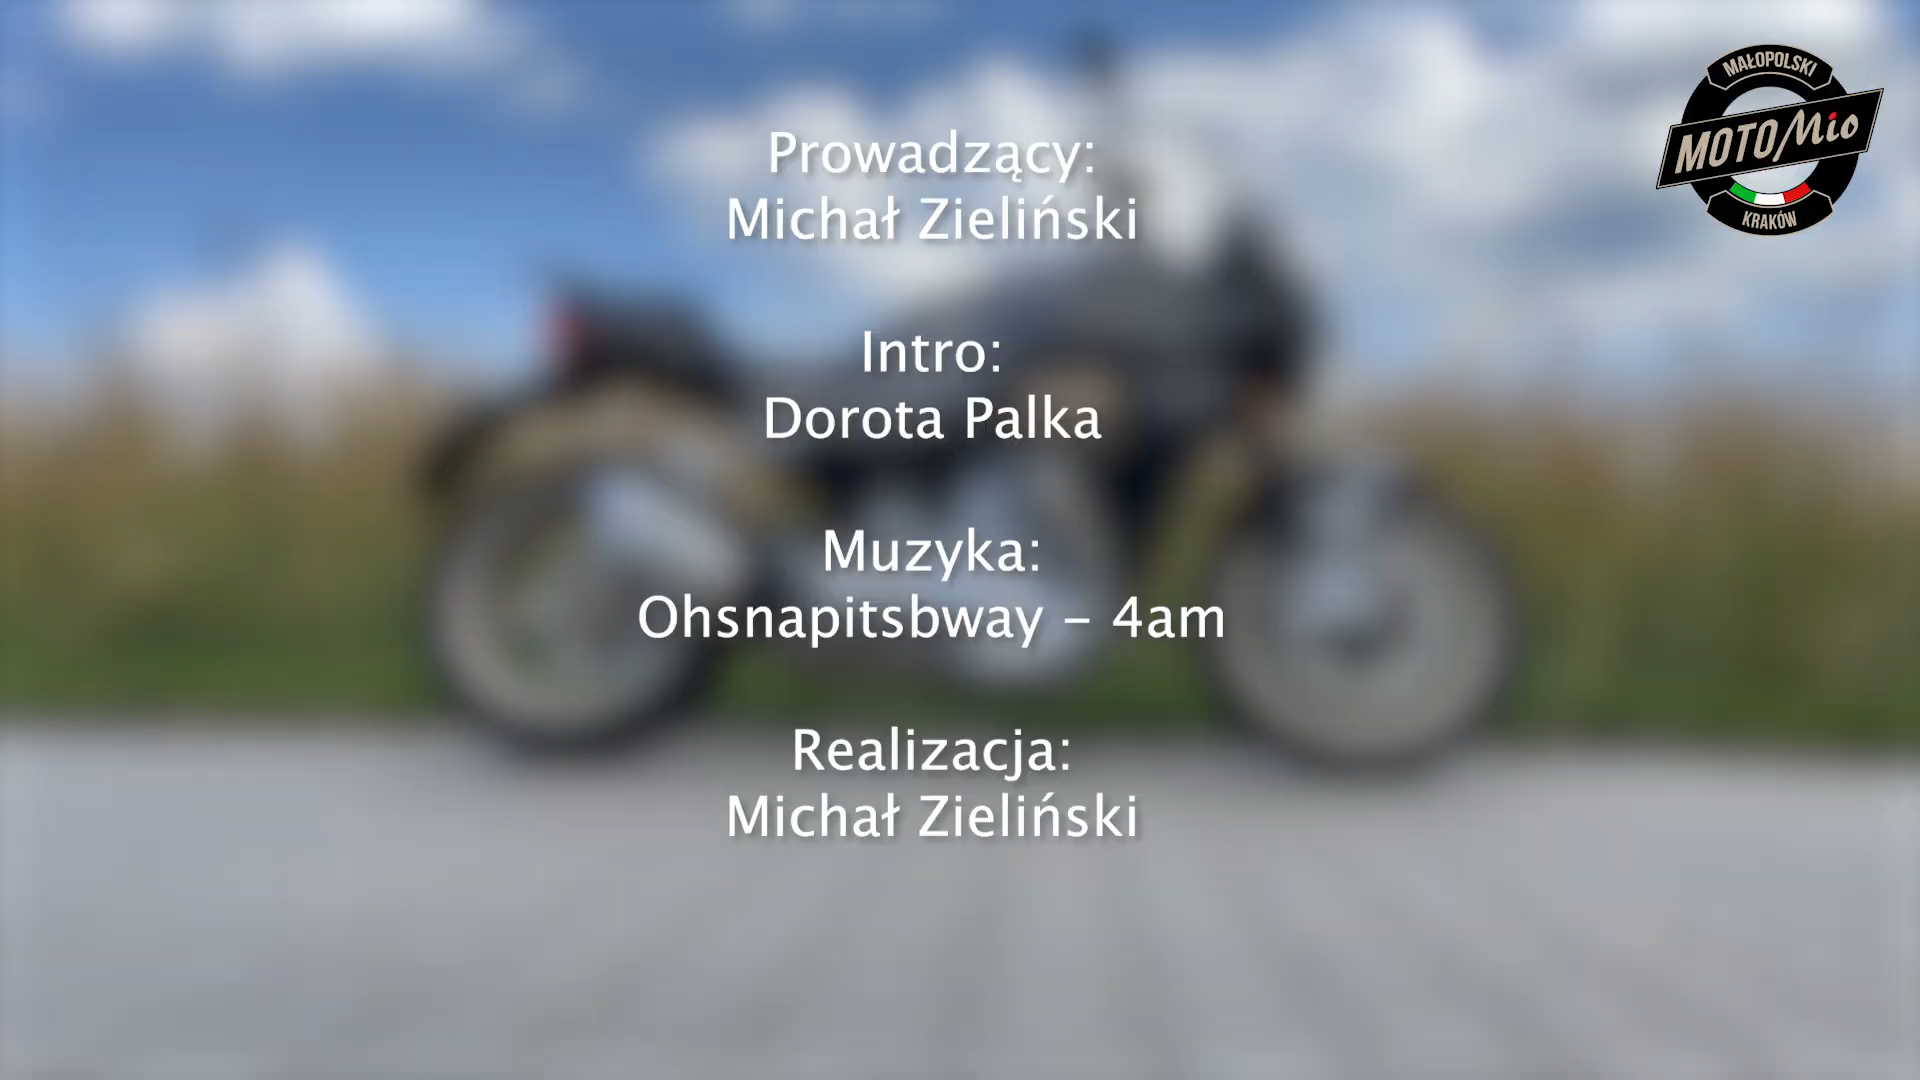 Prowadzący:
Michał Zieliński
Intro:
Dorota Palka
Muzyka:
Ohsnapitsbway – 4am
Realizacja:
Michał Zieliński
MAŁOPOLSKI
MOTO/Mio
KRAKÓW